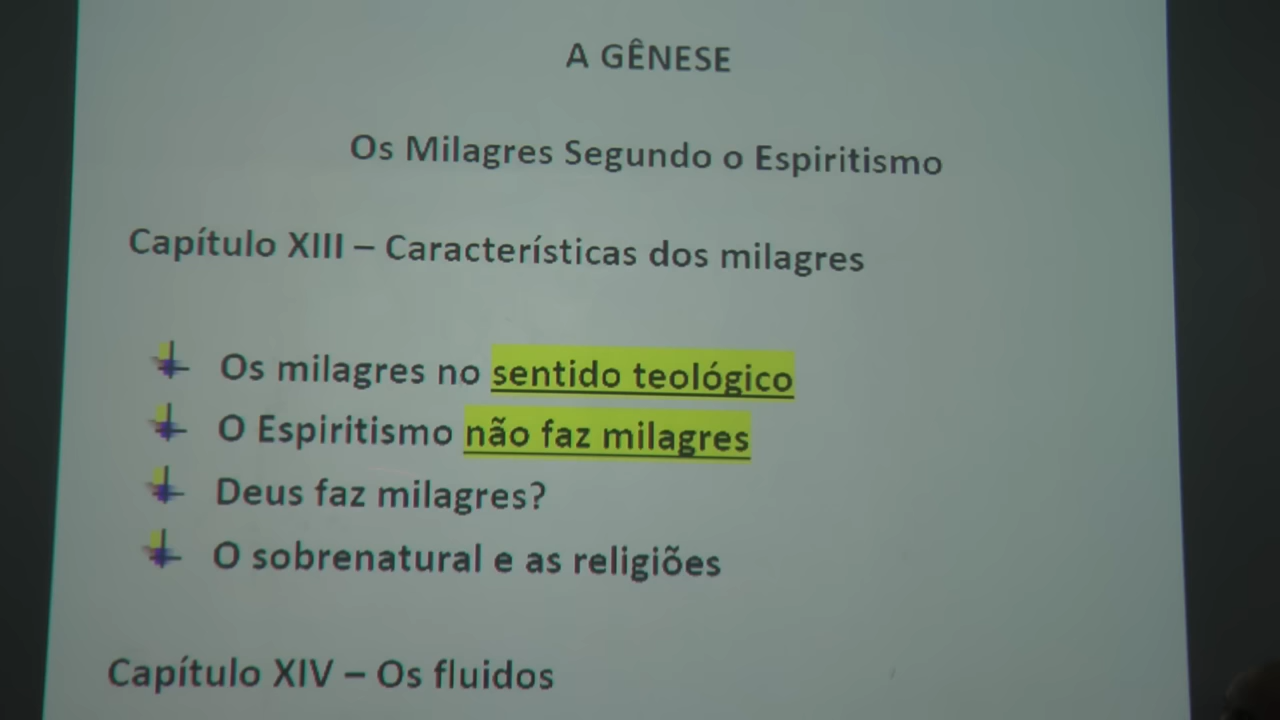 A GÊNESE
Os Milagres Segundo o Espiritismo
Capítulo XIII – Características dos milagres
Os milagres no sentido teológico
O Espiritismo não faz milagres
Deus faz milagres?
O sobrenatural e as religiões
Capítulo XIV – Os fluidos